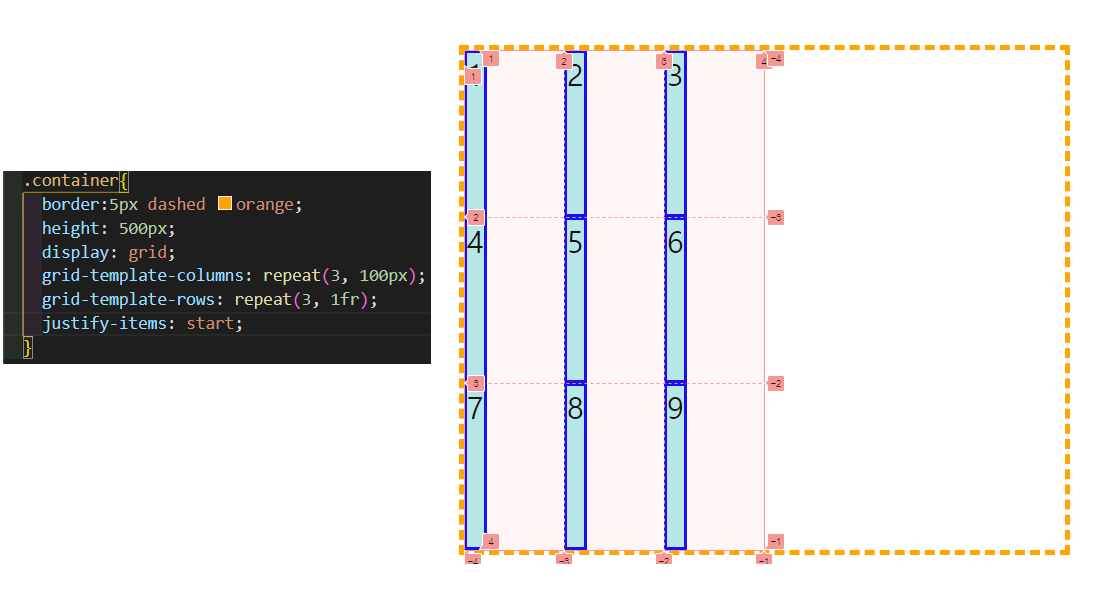 .container{
border:5px dashed orange;
height: 500px;
display: grid;
grid-template-columns: repeat(3, 100px);
grid-template-rows: repeat(3, 1fr);
justify-items: start;
}
1 2 3 4 -4
1 1 2 3
2 -3
4 5 6
3 -2
7 8 9
4 -1
-4 -3 -2 -1